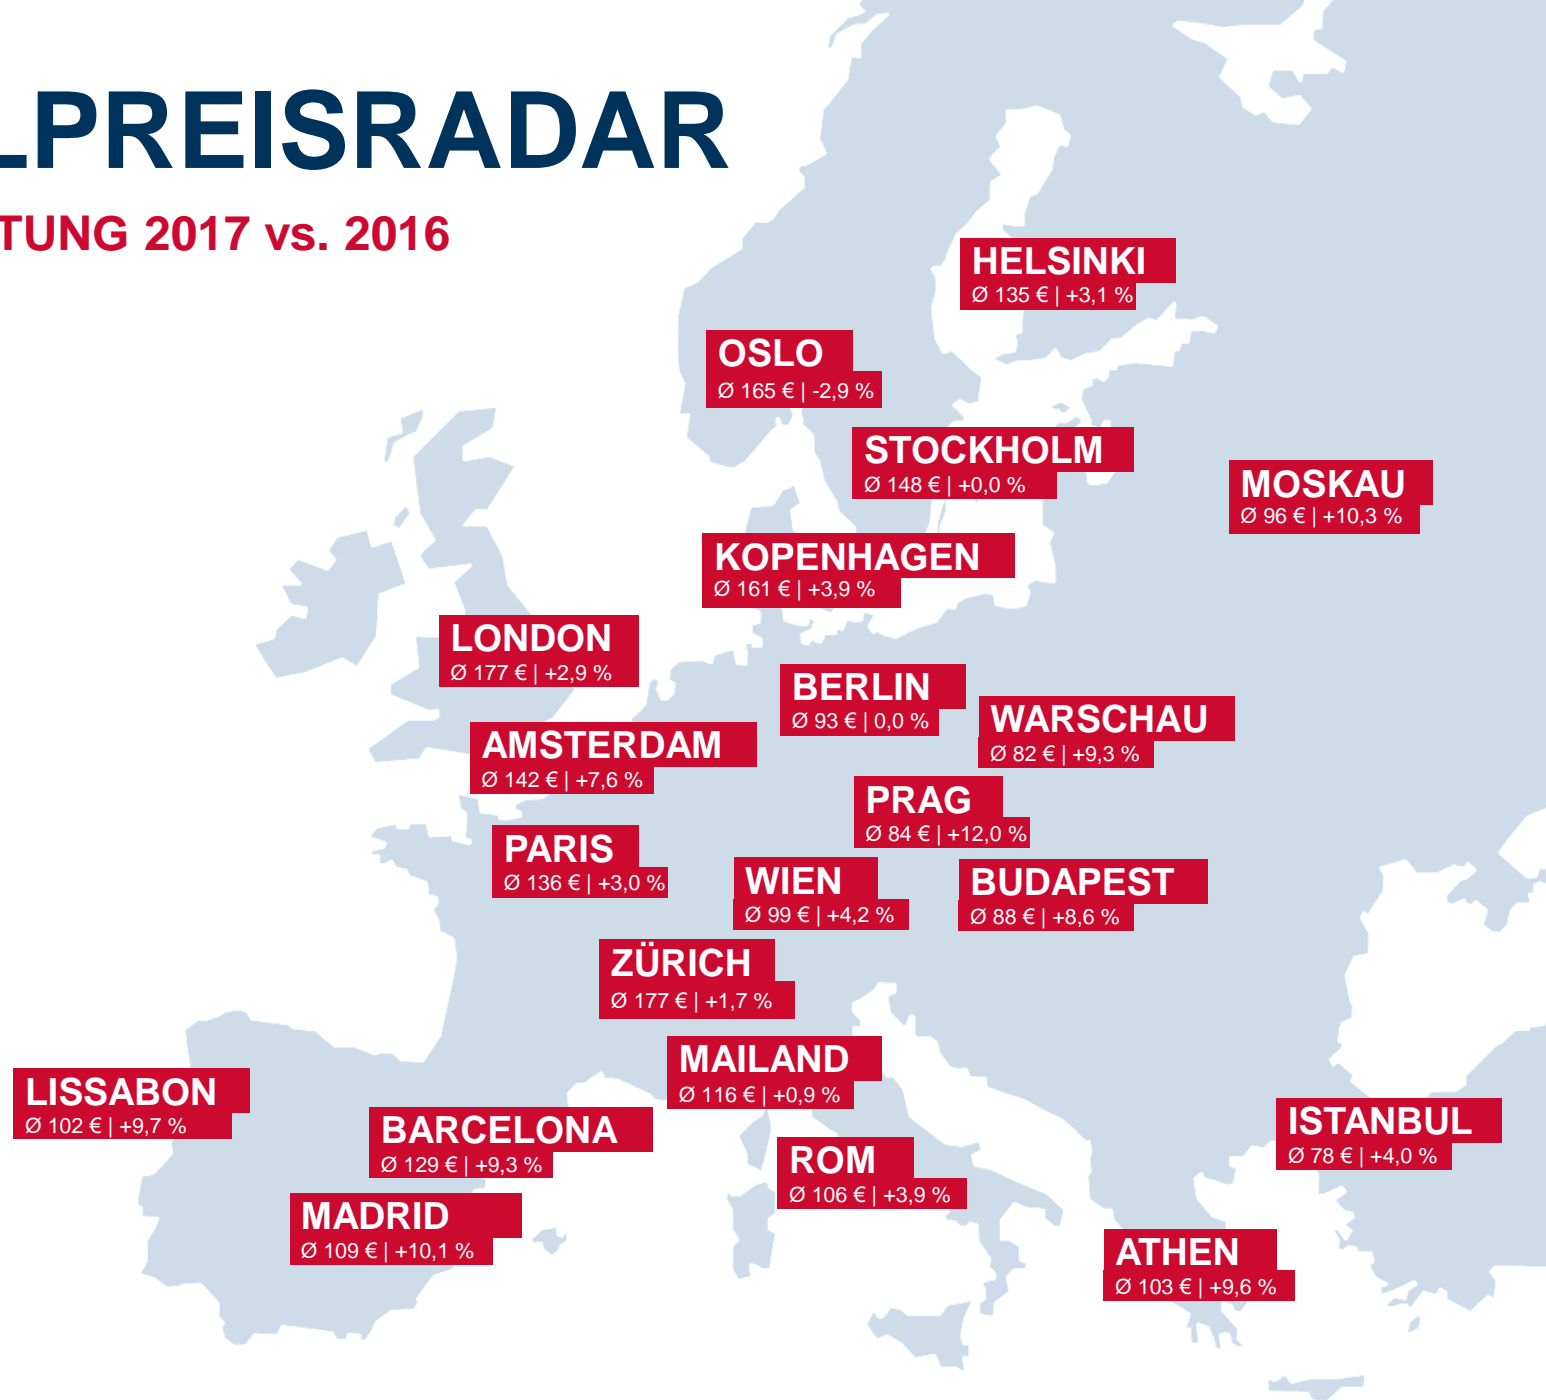 LPREISRADAR
TUNG 2017 vs. 2016
HELSINKI
Ø 135 € | +3,1 %
OSLO
Ø 165 € | -2,9 %
STOCKHOLM
Ø 148 € | +0,0 %
MOSKAU
Ø 96 € | +10,3 %
KOPENHAGEN
Ø 161 € | +3,9 %
LONDON
Ø 177 € | +2,9 %
BERLIN
Ø 93 € | 0,0 %
WARSCHAU
Ø 82 € | +9,3 %
AMSTERDAM
Ø 142 € | +7,6 %
PRAG
Ø 84 € | +12,0 %
PARIS
Ø 136 € | +3,0 %
WIEN
Ø 99 € | +4,2 %
BUDAPEST
Ø 88 € | +8,6 %
ZÜRICH
Ø 177 € | +1,7 %
MAILAND
Ø 116 € | +0,9 %
LISSABON
Ø 102 € | +9,7 %
BARCELONA
Ø 129 € | +9,3 %
ISTANBUL
Ø 78 € | +4,0 %
ROM
Ø 106 € | +3,9 %
MADRID
Ø 109 € | +10,1 %
ATHEN
Ø 103 € | +9,6 %